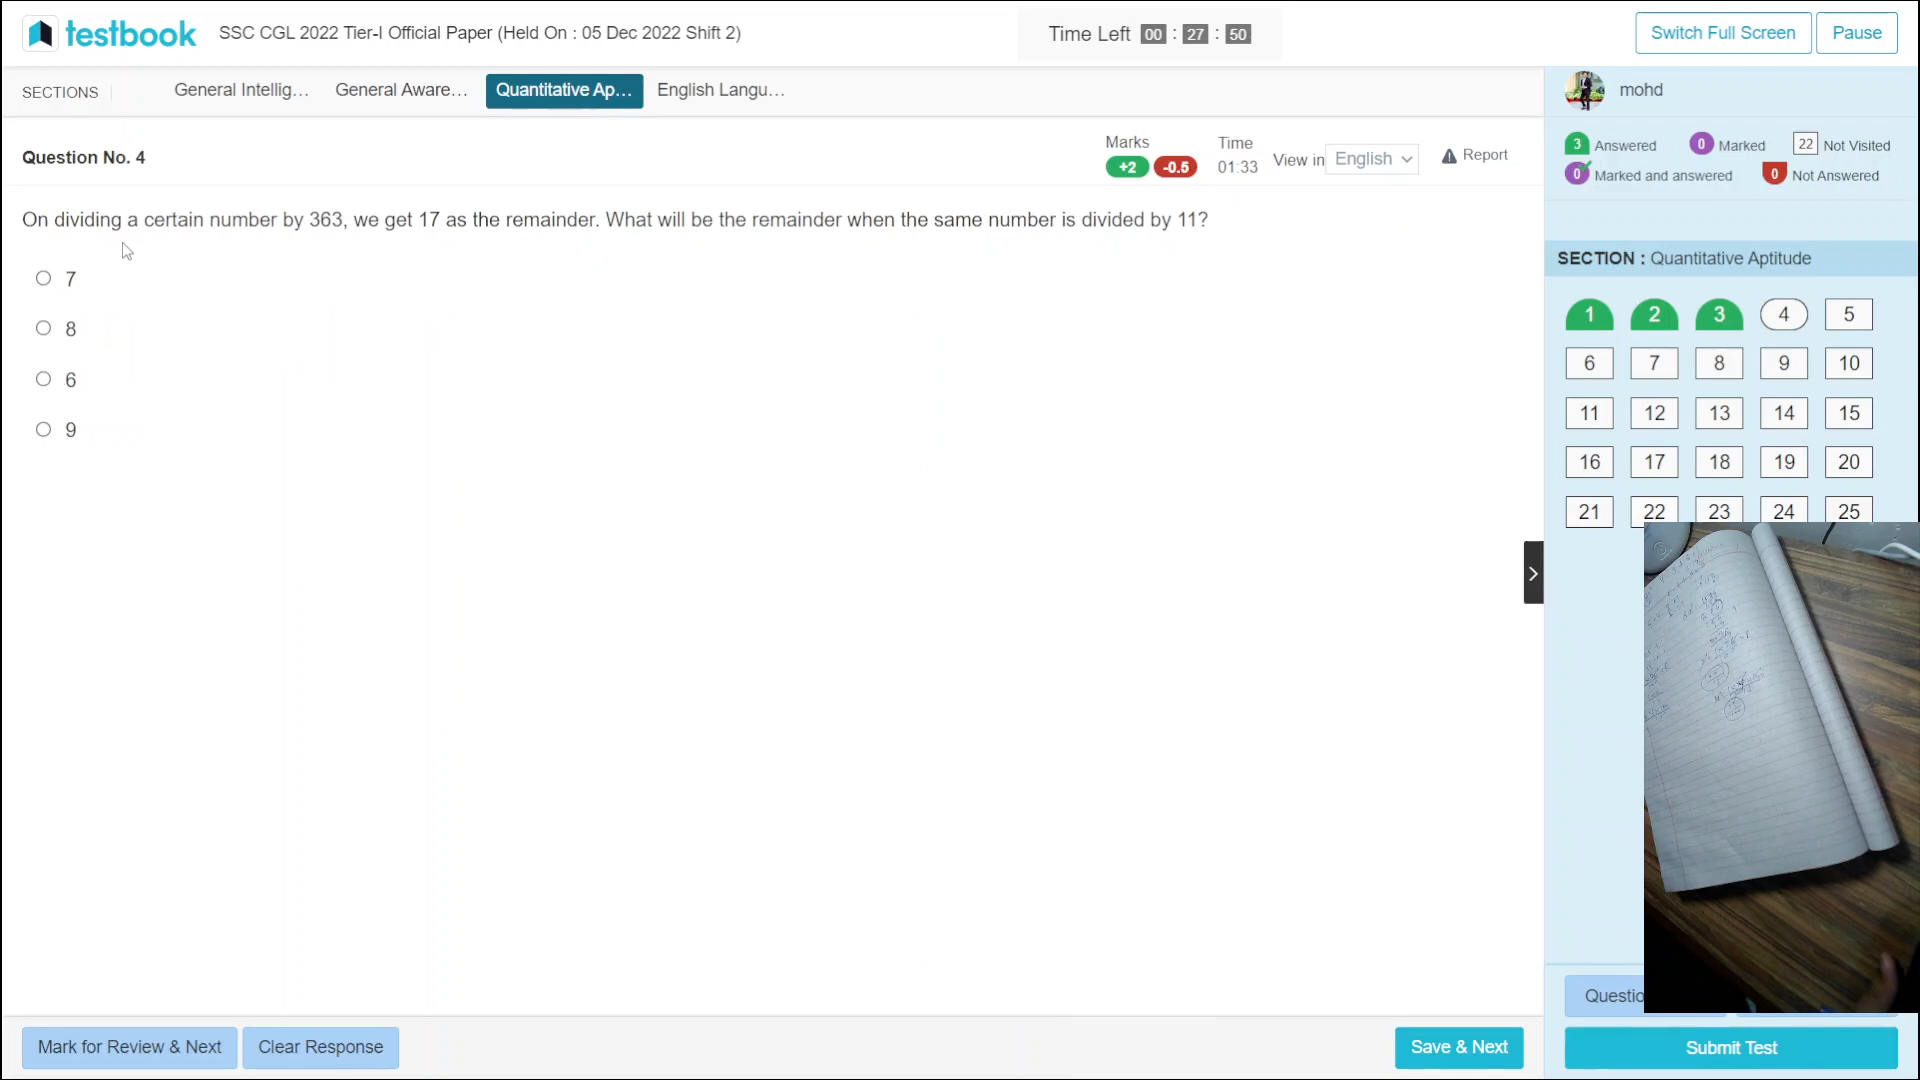 testbook
SSC CGL 2022 Tier-I Official Paper (Held On : 05 Dec 2022 Shift 2)
Time Left 00 : 27 : 50
Switch Full Screen
Pause
SECTIONS
General Intellig...
General Aware...
Quantitative Ap...
English Langu...
mohd
Question No. 4
Marks
+2 -0.5
Time
01:33
View in English
Report
3 Answered
0 Marked
22 Not Visited
0 Marked and answered
0 Not Answered
On dividing a certain number by 363, we get 17 as the remainder. What will be the remainder when the same number is divided by 11?
7
8
6
9
SECTION : Quantitative Aptitude
1 2 3 4 5
6 7 8 9 10
11 12 13 14 15
16 17 18 19 20
21 22 23 24 25
Mark for Review & Next
Clear Response
Save & Next
Submit Test